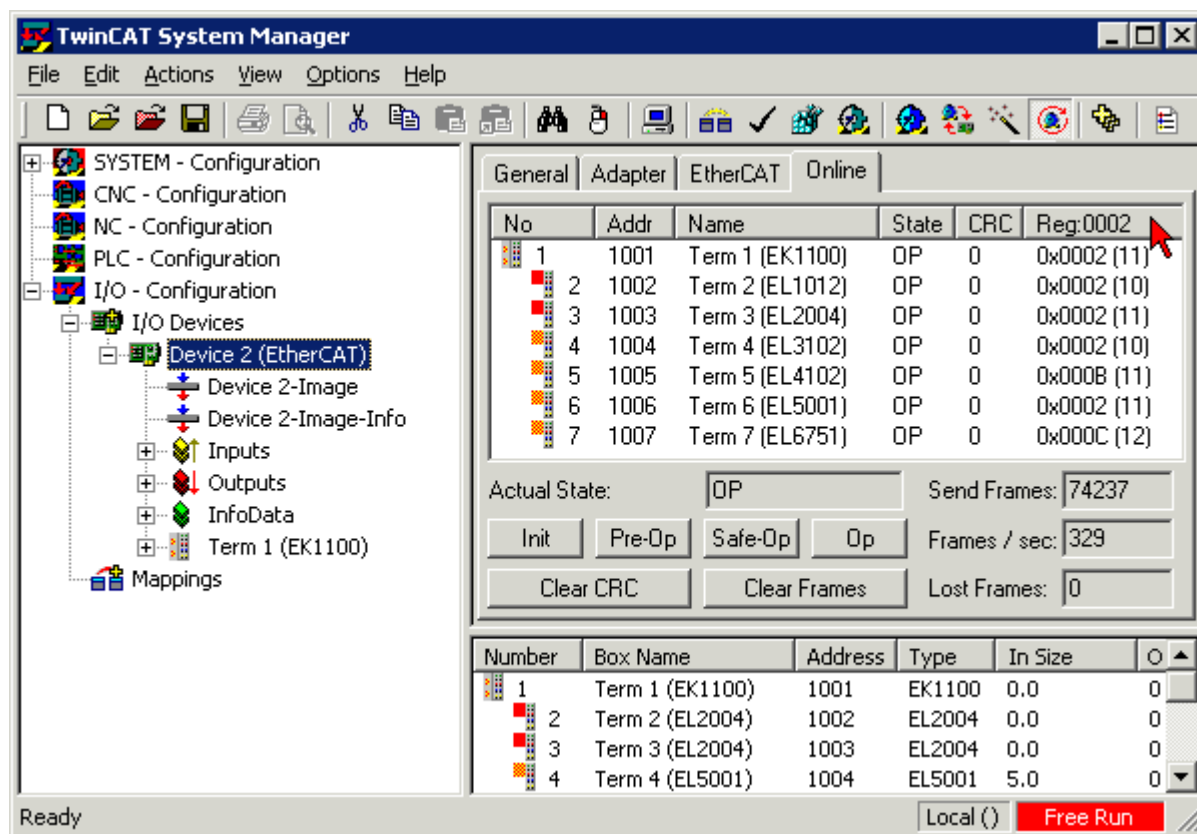 TwinCAT System Manager
File Edit Actions View Options Help
SYSTEM - Configuration
CNC - Configuration
NC - Configuration
PLC - Configuration
I/O - Configuration
I/O Devices
Device 2 (EtherCAT)
Device 2-Image
Device 2-Image-Info
Inputs
Outputs
InfoData
Term 1 (EK1100)
Mappings
General Adapter EtherCAT Online
No Addr Name State CRC Reg:0002
1 1001 Term 1 (EK1100) OP 0 0x0002 (11)
2 1002 Term 2 (EL1012) OP 0 0x0002 (10)
3 1003 Term 3 (EL2004) OP 0 0x0002 (11)
4 1004 Term 4 (EL3102) OP 0 0x0002 (10)
5 1005 Term 5 (EL4102) OP 0 0x000B (11)
6 1006 Term 6 (EL5001) OP 0 0x0002 (11)
7 1007 Term 7 (EL6751) OP 0 0x000C (12)
Actual State: OP Send Frames: 74237
Init Pre-Op Safe-Op Op Frames / sec: 329
Clear CRC Clear Frames Lost Frames: 0
Number Box Name Address Type In Size O
1 Term 1 (EK1100) 1001 EK1100 0.0 0
2 Term 2 (EL2004) 1002 EL2004 0.0 0
3 Term 3 (EL2004) 1003 EL2004 0.0 0
4 Term 4 (EL5001) 1004 EL5001 5.0 0
Ready Local () Free Run